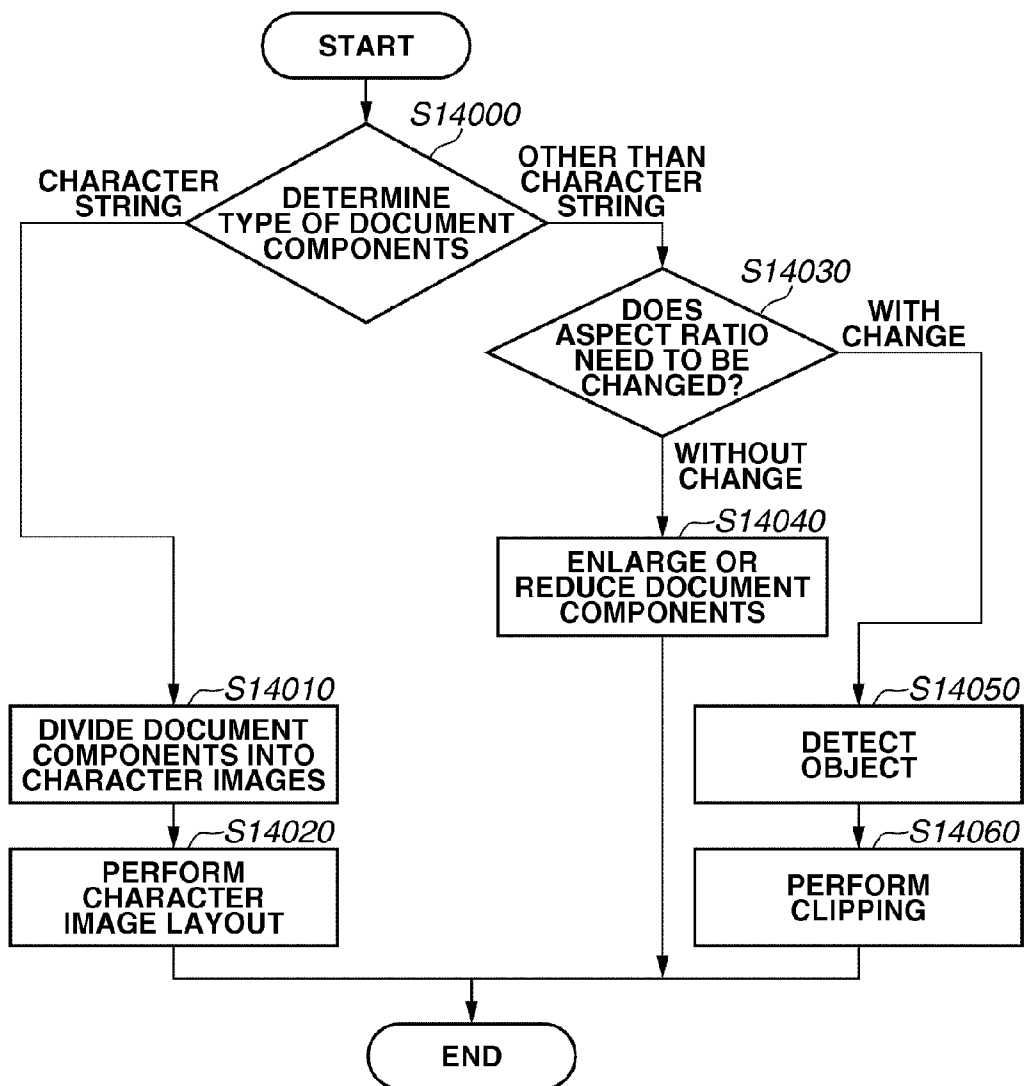 START
S14000
CHARACTER
STRING
DETERMINE
TYPE OF DOCUMENT
COMPONENTS
OTHER THAN
CHARACTER
STRING
S14030
DOES
ASPECT RATIO
NEED TO BE
CHANGED?
WITH
CHANGE
WITHOUT
CHANGE
S14040
ENLARGE OR
REDUCE DOCUMENT
COMPONENTS
S14010
DIVIDE DOCUMENT
COMPONENTS INTO
CHARACTER IMAGES
S14050
DETECT
OBJECT
S14020
PERFORM
CHARACTER
IMAGE LAYOUT
S14060
PERFORM
CLIPPING
END